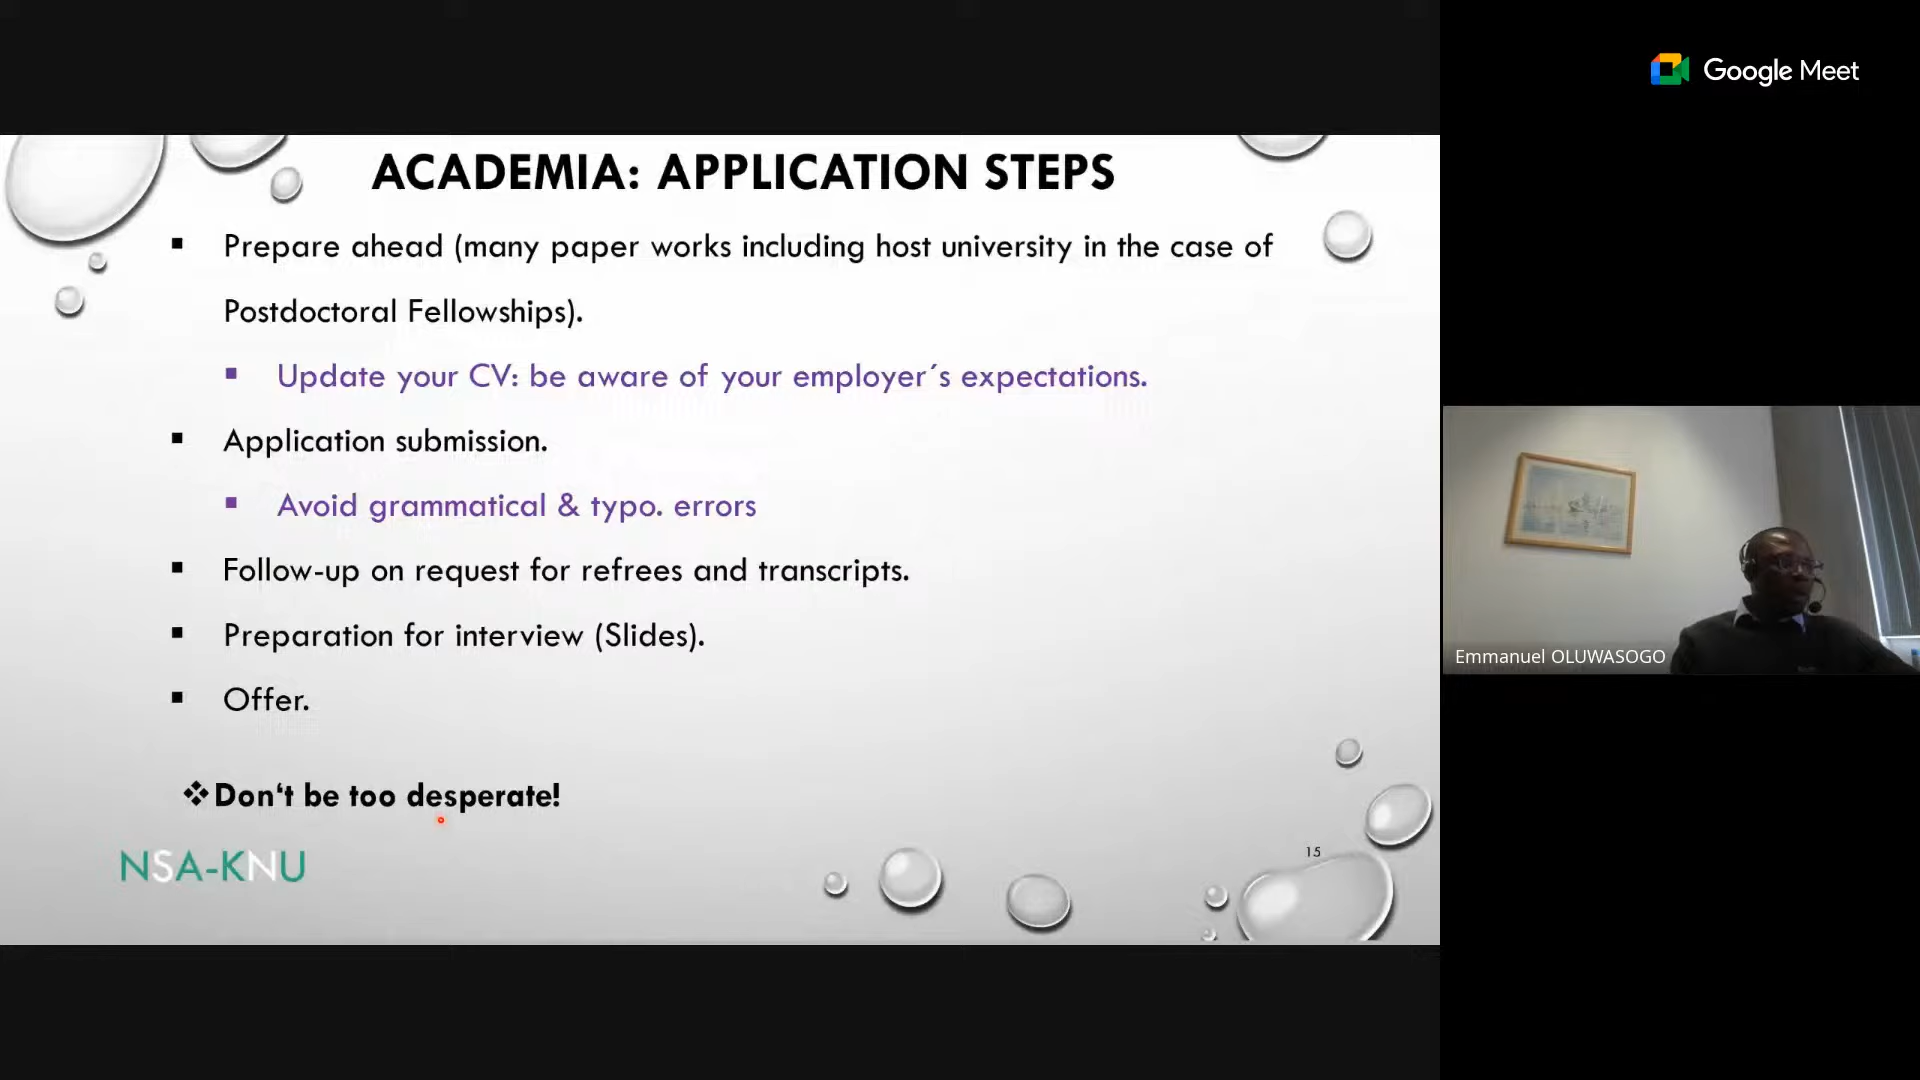 Google Meet
ACADEMIA: APPLICATION STEPS
▪ Prepare ahead (many paper works including host university in the case of
Postdoctoral Fellowships).
▪ Update your CV: be aware of your employer´s expectations.
▪ Application submission.
▪ Avoid grammatical & typo. errors
▪ Follow-up on request for refrees and transcripts.
▪ Preparation for interview (Slides).
▪ Offer.
❖Don‘t be too desperate!
NSA-KNU
15
Emmanuel OLUWASOGO